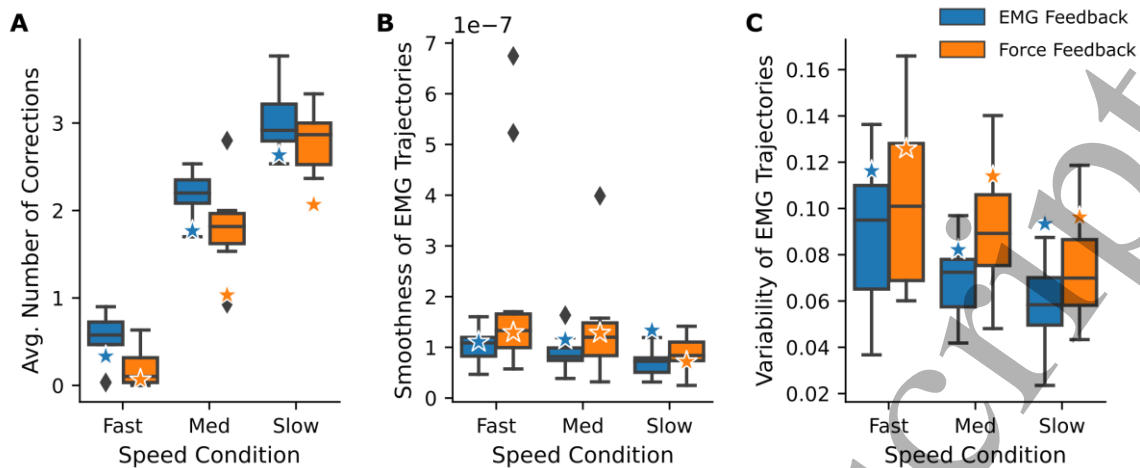 A
B
C
1e−7
EMG Feedback
Force Feedback
Avg. Number of Corrections
3
2
1
0
Fast
Med
Slow
Speed Condition
Smoothness of EMG Trajectories
7
6
5
4
3
2
1
0
Fast
Med
Slow
Speed Condition
Variability of EMG Trajectories
0.16
0.14
0.12
0.10
0.08
0.06
0.04
0.02
Fast
Med
Slow
Speed Condition
cript